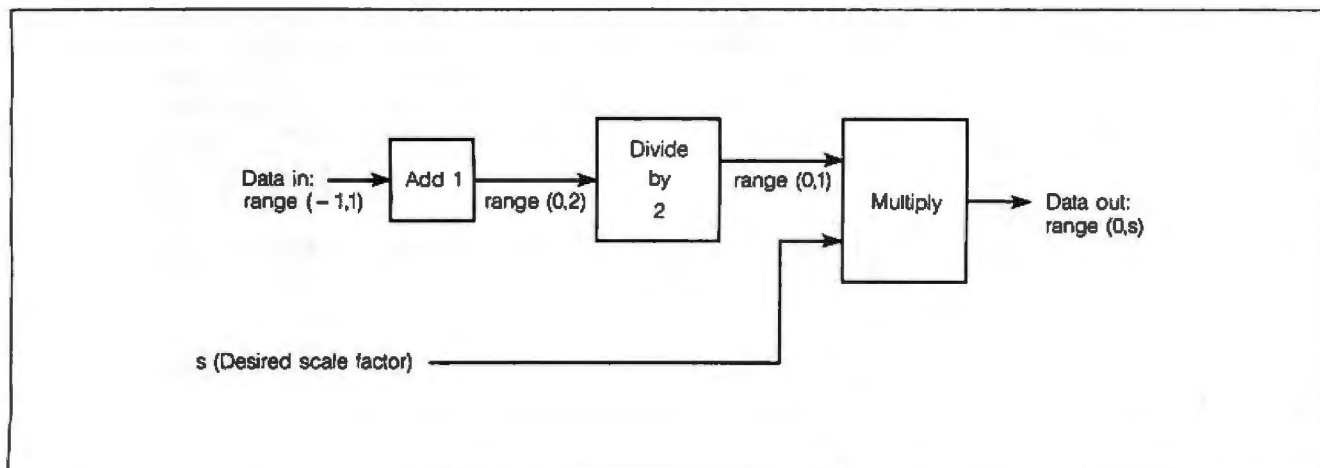 Data in:
range (– 1,1)
Add 1
range (0,2)
Divide
by
2
range (0,1)
Multiply
Data out:
range (0,s)
s (Desired scale factor)